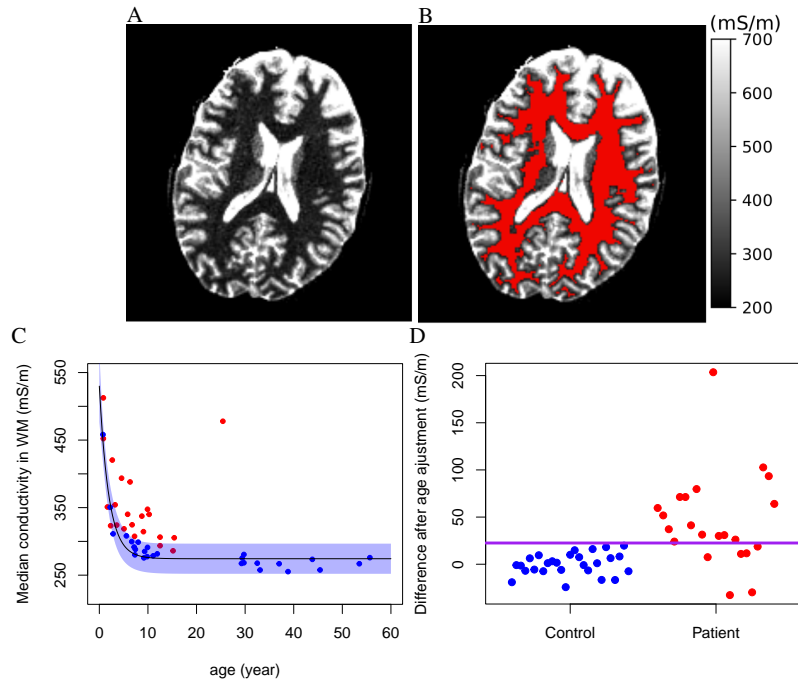 A
B
(mS/m)
700
600
500
400
300
200
C
D
Median conductivity in WM (mS/m)
550
450
350
250
0
10
20
30
40
50
60
age (year)
Difference after age ajustment (mS/m)
200
150
100
50
0
Control
Patient